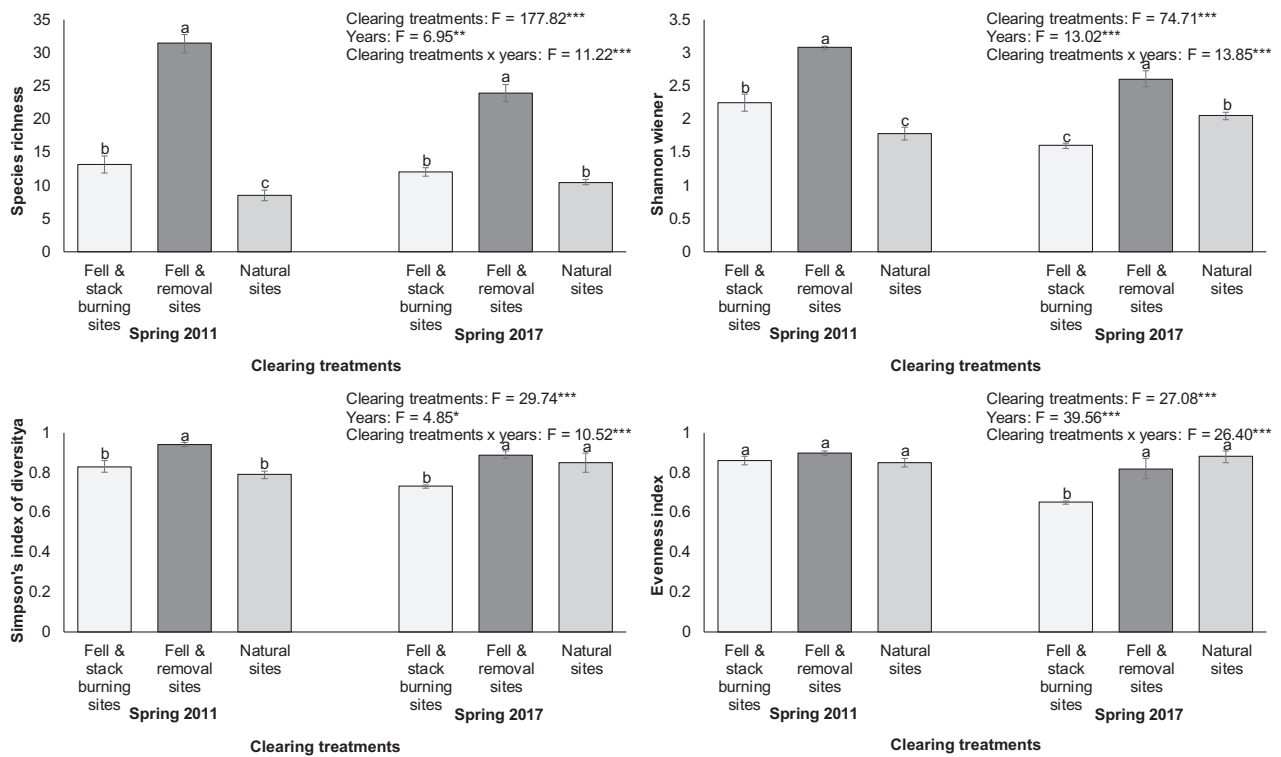 Clearing treatments: F = 177.82***
Years: F = 6.95**
Clearing treatments x years: F = 11.22***
Species richness
35
30
25
20
15
10
5
0
b
a
c
b
a
b
Fell &
stack
burning
sites
Fell &
removal
sites
Natural
sites
Fell &
stack
burning
sites
Fell &
removal
sites
Natural
sites
Spring 2011
Spring 2017
Clearing treatments
Clearing treatments: F = 74.71***
Years: F = 13.02***
Clearing treatments x years: F = 13.85***
Shannon wiener
3.5
3
2.5
2
1.5
1
0.5
0
b
a
c
c
a
b
Fell &
stack
burning
sites
Fell &
removal
sites
Natural
sites
Fell &
stack
burning
sites
Fell &
removal
sites
Natural
sites
Spring 2011
Spring 2017
Clearing treatments
Clearing treatments: F = 29.74***
Years: F = 4.85*
Clearing treatments x years: F = 10.52***
Simpson's index of diversitya
1
0.8
0.6
0.4
0.2
0
b
a
b
b
a
a
Fell &
stack
burning
sites
Fell &
removal
sites
Natural
sites
Fell &
stack
burning
sites
Fell &
removal
sites
Natural
sites
Spring 2011
Spring 2017
Clearing treatments
Clearing treatments: F = 27.08***
Years: F = 39.56***
Clearing treatments x years: F = 26.40***
Evenness index
1
0.8
0.6
0.4
0.2
0
a
a
a
b
a
a
Fell &
stack
burning
sites
Fell &
removal
sites
Natural
sites
Fell &
stack
burning
sites
Fell &
removal
sites
Natural
sites
Spring 2011
Spring 2017
Clearing treatments